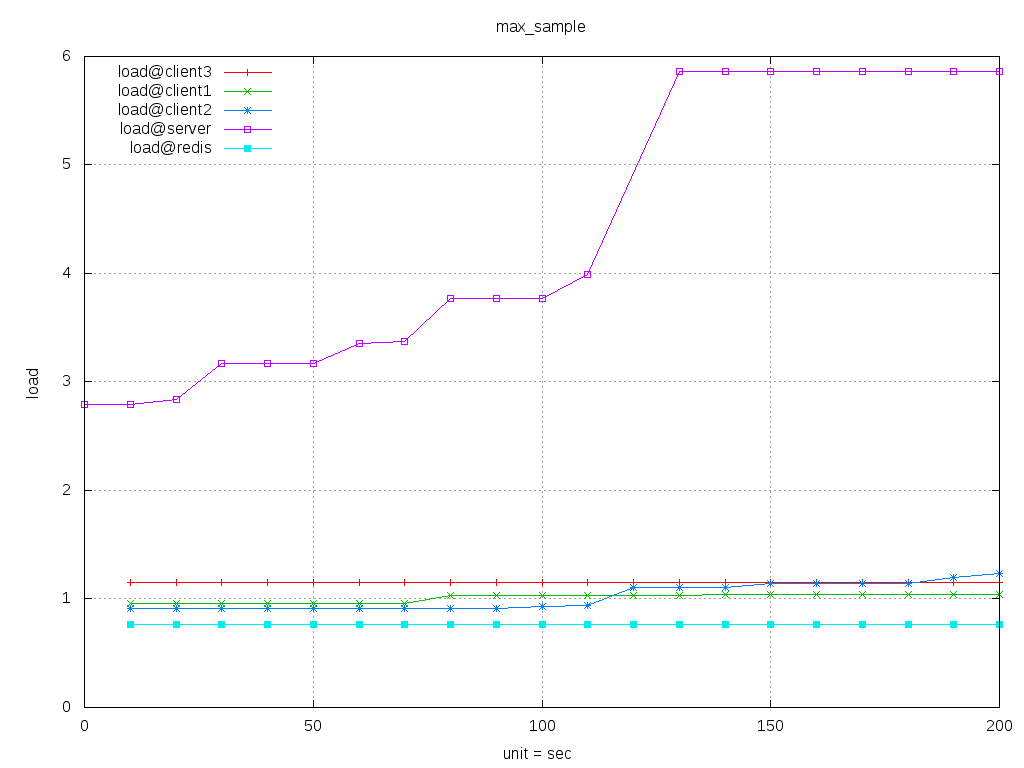 max_sample
6
5
4
3
2
1
0
load
load@client3
load@client1
load@client2
load@server
load@redis
0 50 100 150 200
unit = sec